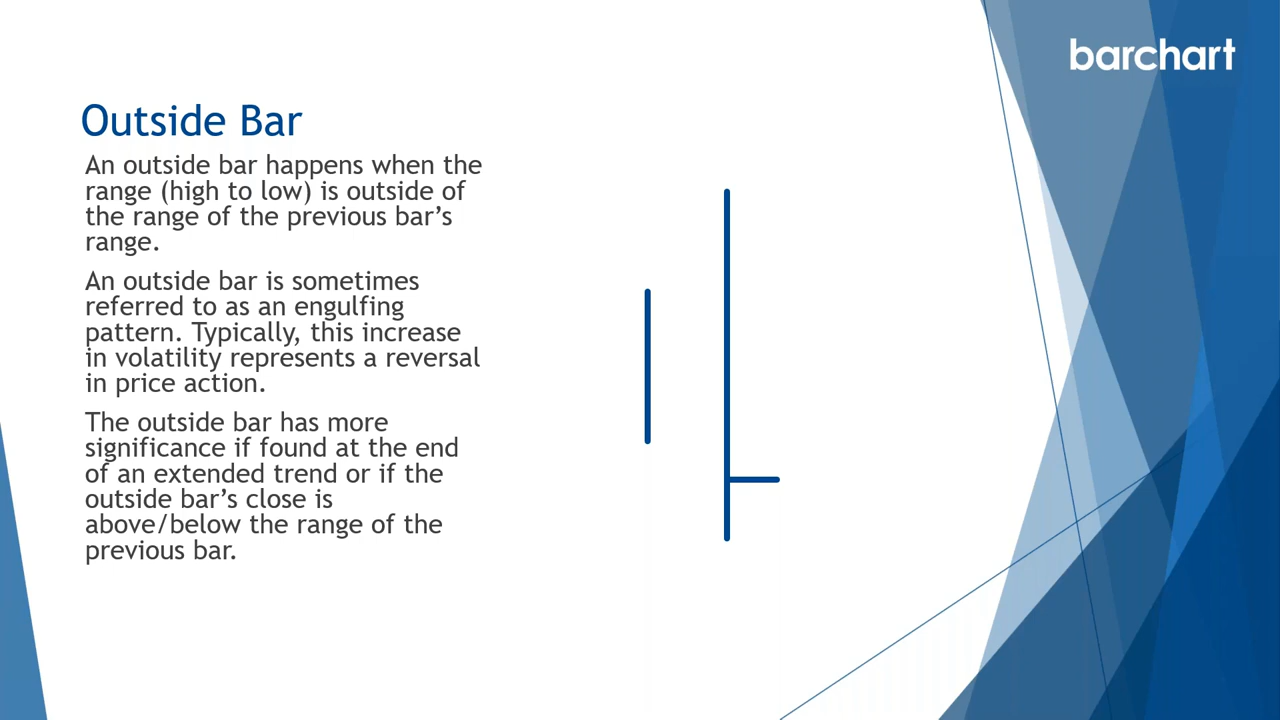 barchart
Outside Bar
An outside bar happens when the
range (high to low) is outside of
the range of the previous bar’s
range.
An outside bar is sometimes
referred to as an engulfing
pattern. Typically, this increase
in volatility represents a reversal
in price action.
The outside bar has more
significance if found at the end
of an extended trend or if the
outside bar’s close is
above/below the range of the
previous bar.